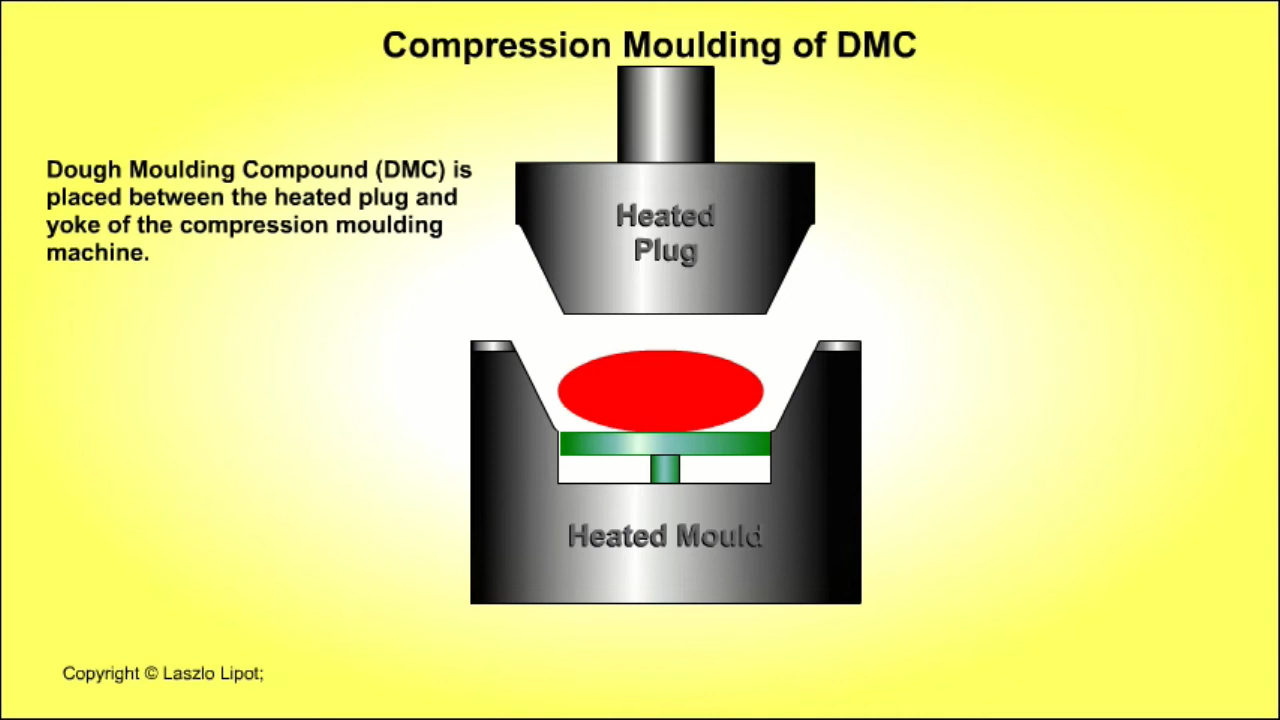 Compression Moulding of DMC
Dough Moulding Compound (DMC) is
placed between the heated plug and
yoke of the compression moulding
machine.
Heated
Plug
Heated Mould
Copyright © Laszlo Lipot;